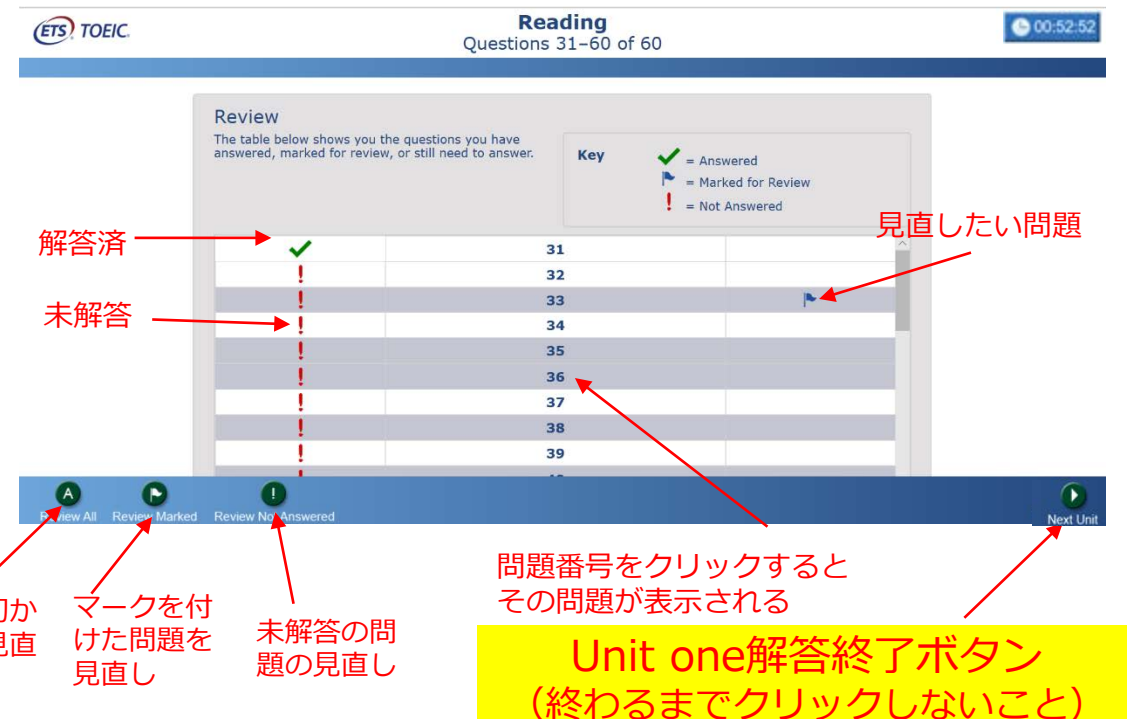 ETS TOEIC.
Reading
Questions 31–60 of 60
00:52:52
Review
The table below shows you the questions you have
answered, marked for review, or still need to answer.
Key
= Answered
= Marked for Review
! = Not Answered
見直したい問題
解答済
未解答
31
! 32
! 33
! 34
! 35
! 36
! 37
! 38
! 39
A
!
Review All
Review Marked
Review Not Answered
Next Unit
問題番号をクリックすると
その問題が表示される
か
見直
マークを付
けた問題を
見直し
未解答の問
題の見直し
Unit one解答終了ボタン
（終わるまでクリックしないこと）